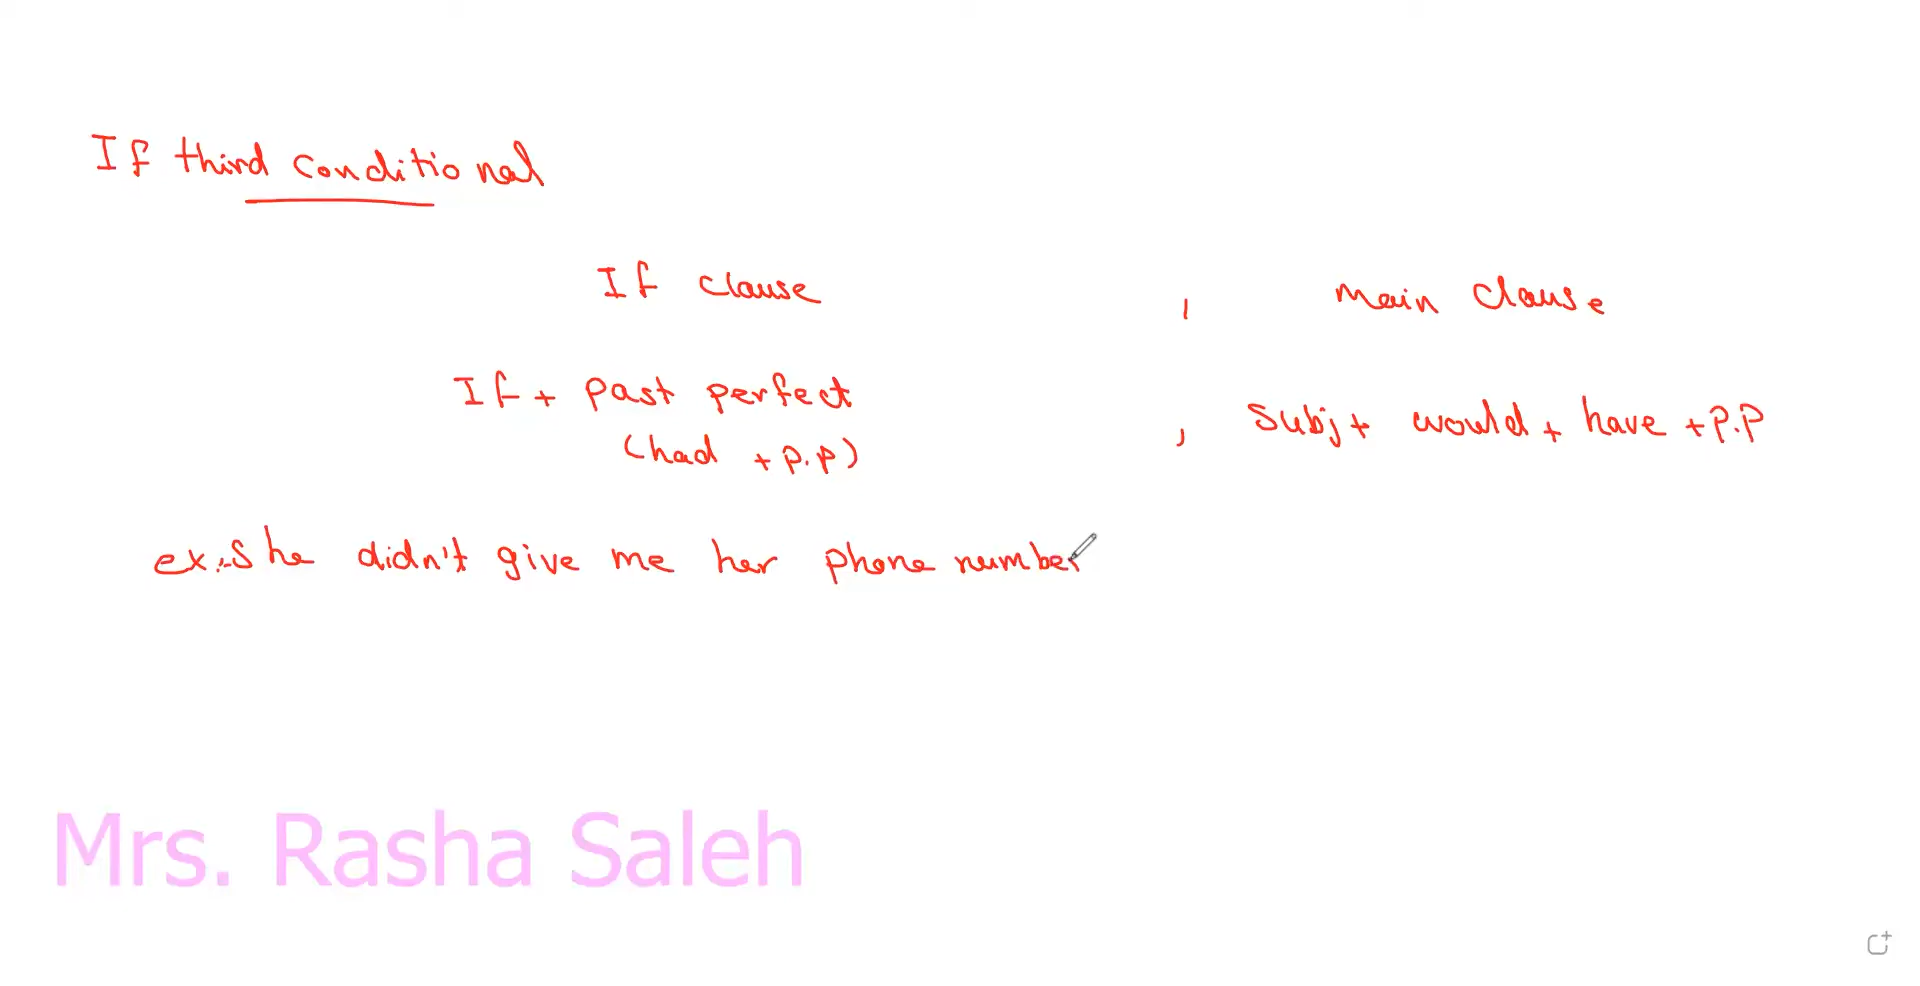 If third conditional
If clause , main clause
If + past perfect , Subj + would + have + P.P
(had + p.p)
ex:- She didn't give me her phone number
Mrs. Rasha Saleh